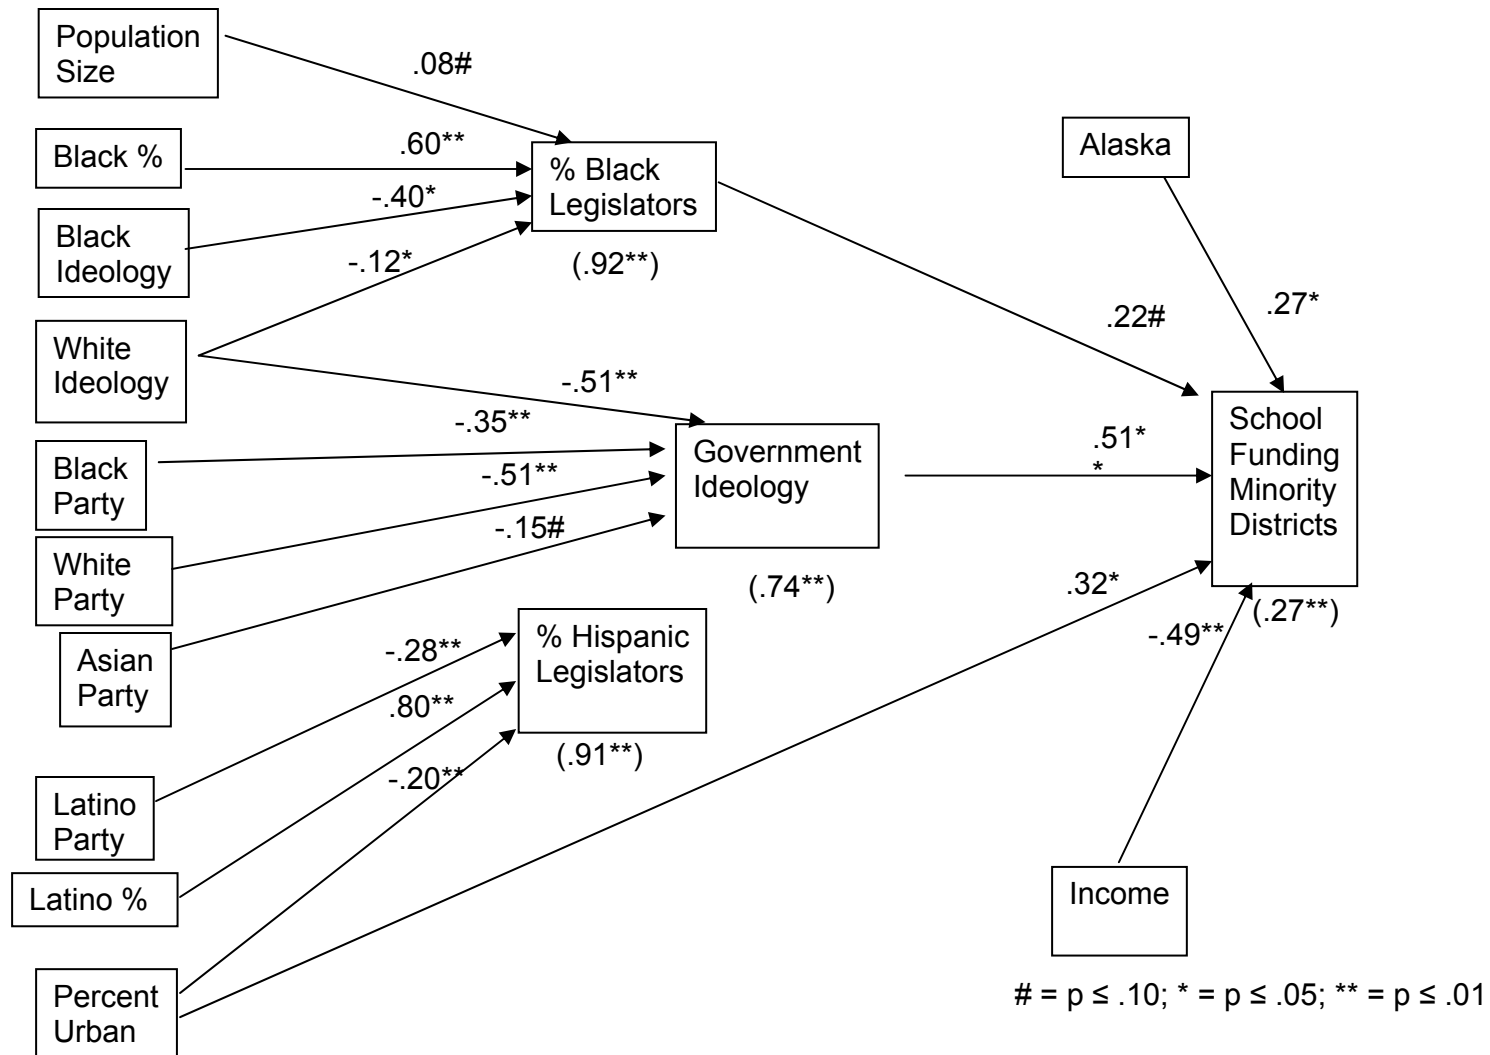 Population
Size
.08#
Black %
.60**
Black
Ideology
-.40*
White
Ideology
-.12*
% Black
Legislators
(.92**)
Alaska
.27*
.22#
-.51**
Black
Party
-.35**
White
Party
-.51**
Asian
Party
-.15#
Government
Ideology
(.74**)
.51*
*
School
Funding
Minority
Districts
(.27**)
.32*
-.49**
% Hispanic
Legislators
(.91**)
-.28**
.80**
-.20**
Latino
Party
Latino %
Percent
Urban
Income
# = p ≤ .10; * = p ≤ .05; ** = p ≤ .01